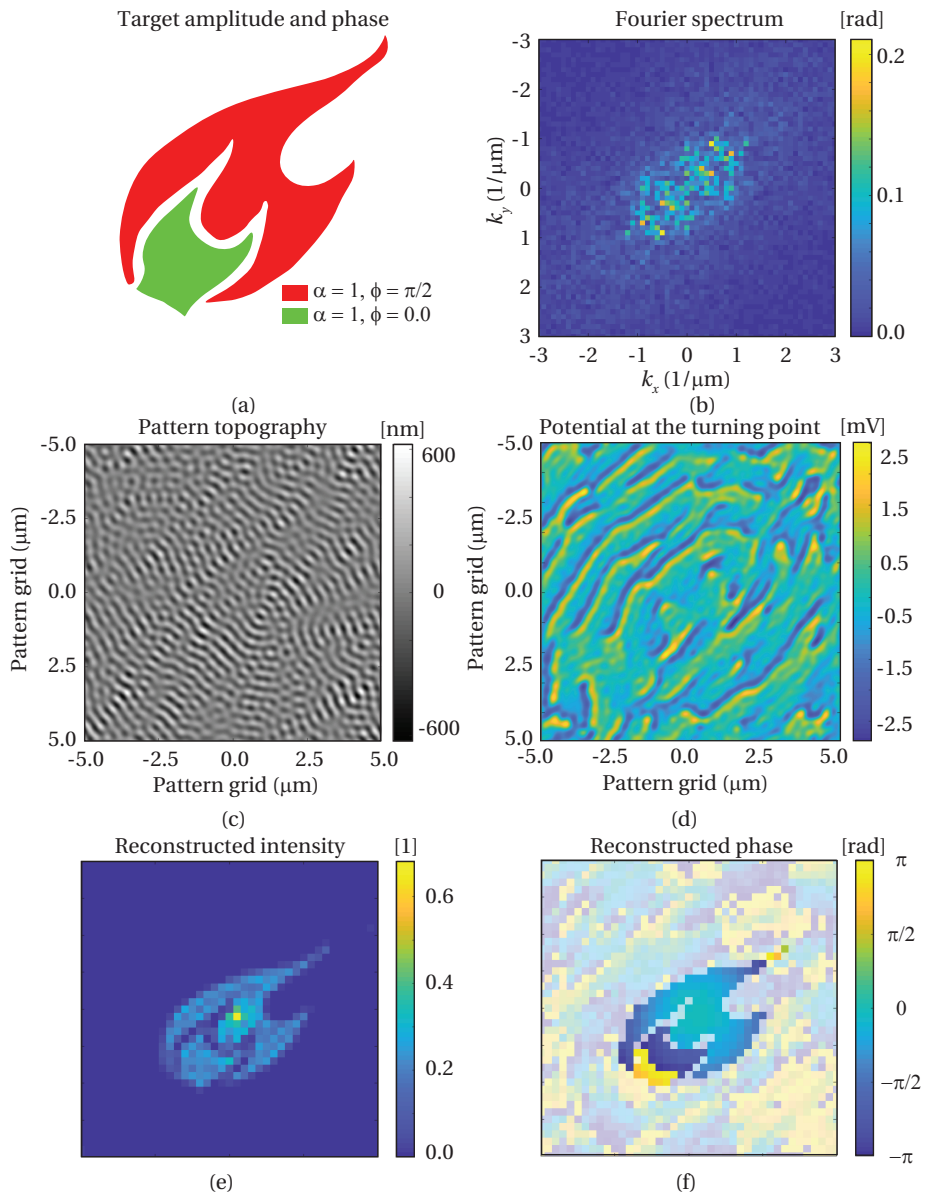 Target amplitude and phase
α = 1, ϕ = π/2
α = 1, ϕ = 0.0
(a)
Fourier spectrum
[rad]
-3
-2
-1
0
1
2
3
k_y (1/μm)
-3 -2 -1 0 1 2 3
k_x (1/μm)
0.2
0.1
0.0
(b)
Pattern topography
[nm]
-5.0
-2.5
0.0
2.5
5.0
Pattern grid (μm)
-5.0 -2.5 0.0 2.5 5.0
Pattern grid (μm)
600
0
-600
(c)
Potential at the turning point
[mV]
-5.0
-2.5
0.0
2.5
5.0
Pattern grid (μm)
-5.0 -2.5 0.0 2.5 5.0
Pattern grid (μm)
2.5
1.5
0.5
-0.5
-1.5
-2.5
(d)
Reconstructed intensity
[1]
0.6
0.4
0.2
0.0
(e)
Reconstructed phase
[rad]
π
π/2
0
−π/2
−π
(f)